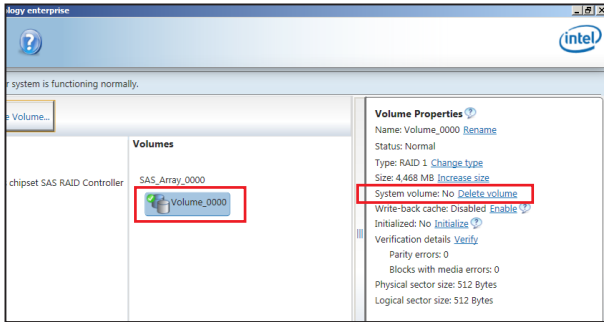 ology enterprise
intel
r system is functioning normally.
e Volume...
Volumes
chipset SAS RAID Controller
SAS_Array_0000
Volume_0000
Volume Properties
Name: Volume_0000 Rename
Status: Normal
Type: RAID 1 Change type
Size: 4,468 MB Increase size
System volume: No Delete volume
Write-back cache: Disabled Enable
Initialized: No Initialize
Verification details Verify
Parity errors: 0
Blocks with media errors: 0
Physical sector size: 512 Bytes
Logical sector size: 512 Bytes